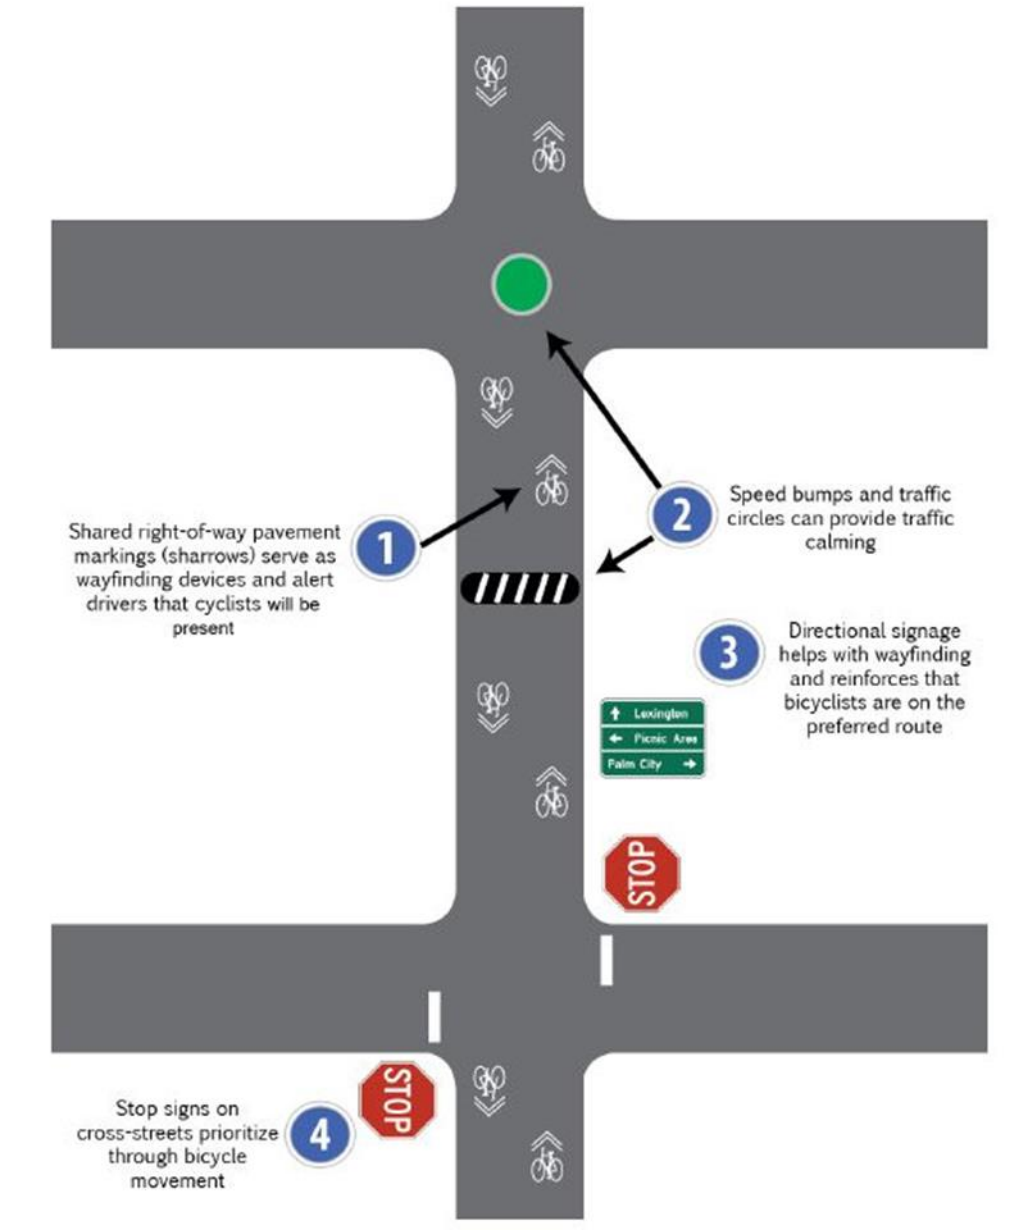 Shared right-of-way pavement
markings (sharrows) serve as
wayfinding devices and alert
drivers that cyclists will be
present
1
2
Speed bumps and traffic
circles can provide traffic
calming
3
Directional signage
helps with wayfinding
and reinforces that
bicyclists are on the
preferred route
↑ Lexington
← Picnic Area
Palm City →
STOP
STOP
Stop signs on
cross-streets prioritize
through bicycle
movement
4